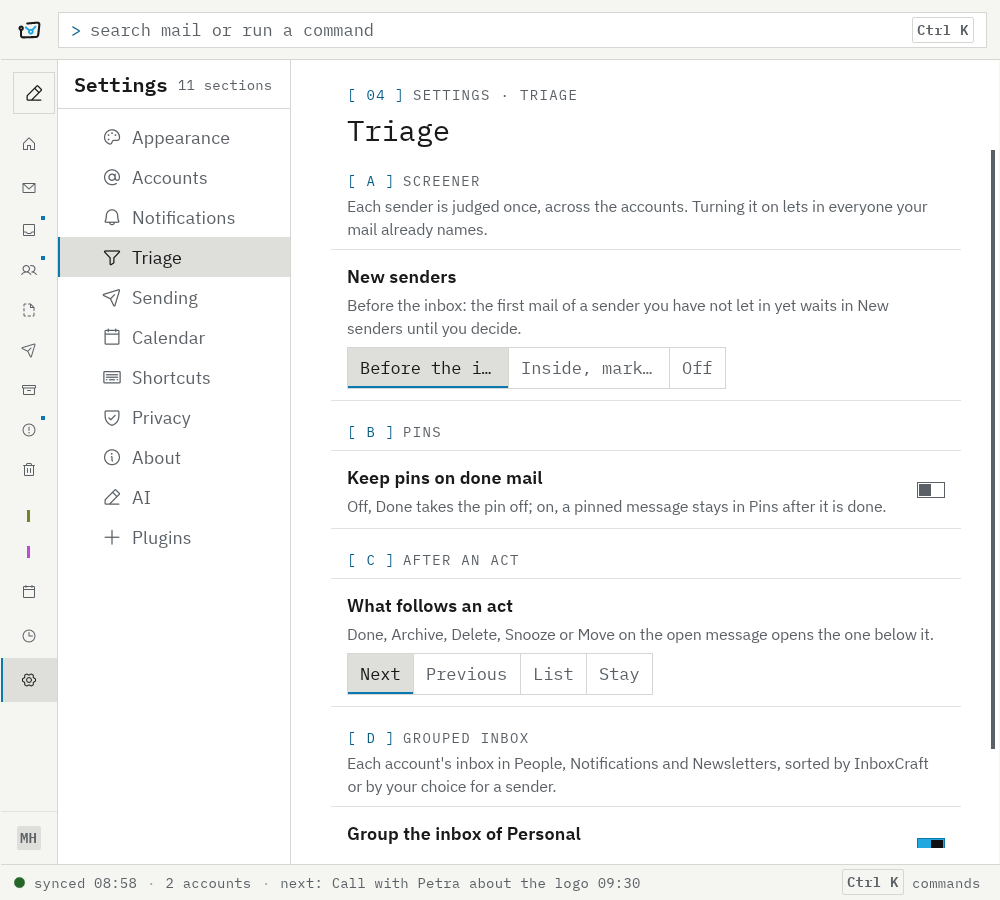 > search mail or run a command
Ctrl K
Settings 11 sections
Appearance
Accounts
Notifications
Triage
Sending
Calendar
Shortcuts
Privacy
About
AI
Plugins
MH
[ 04 ] SETTINGS · TRIAGE
Triage
[ A ] SCREENER
Each sender is judged once, across the accounts. Turning it on lets in everyone your
mail already names.
New senders
Before the inbox: the first mail of a sender you have not let in yet waits in New
senders until you decide.
Before the i… Inside, mark… Off
[ B ] PINS
Keep pins on done mail
Off, Done takes the pin off; on, a pinned message stays in Pins after it is done.
[ C ] AFTER AN ACT
What follows an act
Done, Archive, Delete, Snooze or Move on the open message opens the one below it.
Next Previous List Stay
[ D ] GROUPED INBOX
Each account's inbox in People, Notifications and Newsletters, sorted by InboxCraft
or by your choice for a sender.
Group the inbox of Personal
synced 08:58 · 2 accounts · next: Call with Petra about the logo 09:30
Ctrl K commands